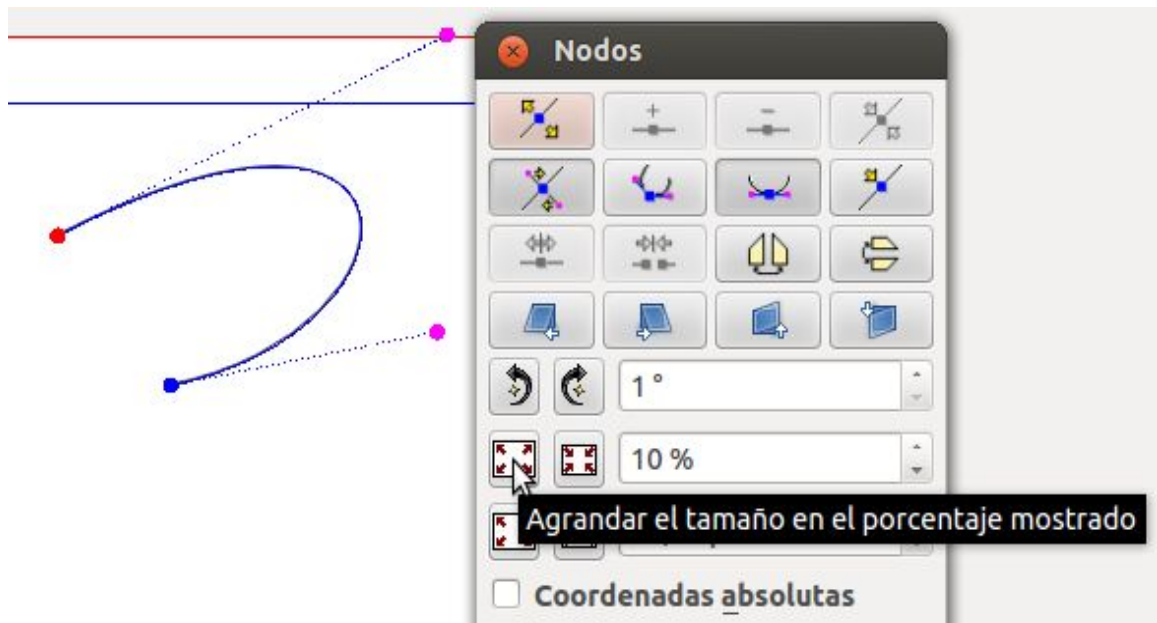 Nodos
1 °
10 %
Agrandar el tamaño en el porcentaje mostrado
Coordenadas absolutas